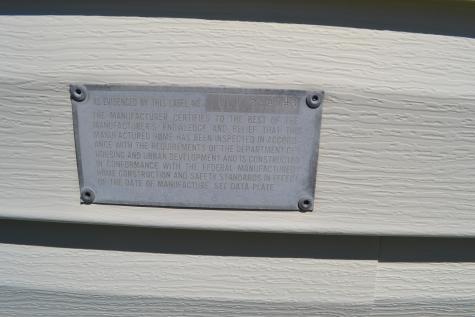 AS EVIDENCED BY THIS LABEL NO.
THE MANUFACTURER CERTIFIES TO THE BEST OF THE
MANUFACTURER'S KNOWLEDGE AND BELIEF THAT THIS
MANUFACTURED HOME HAS BEEN INSPECTED IN ACCORD-
ANCE WITH THE REQUIREMENTS OF THE DEPARTMENT OF
HOUSING AND URBAN DEVELOPMENT AND IS CONSTRUCTED
IN CONFORMANCE WITH THE FEDERAL MANUFACTURED
HOME CONSTRUCTION AND SAFETY STANDARDS IN EFFECT
ON THE DATE OF MANUFACTURE. SEE DATA PLATE.